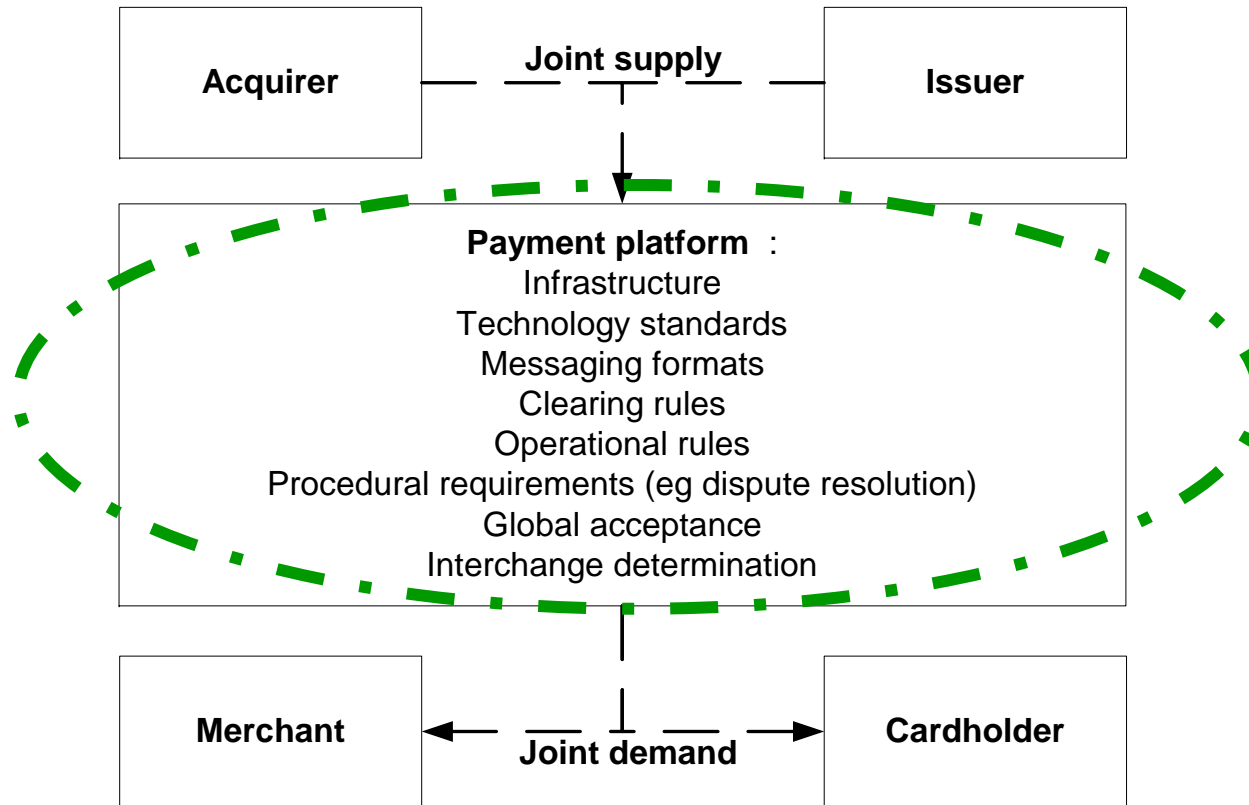 Acquirer
Joint supply
Issuer
Payment platform :
Infrastructure
Technology standards
Messaging formats
Clearing rules
Operational rules
Procedural requirements (eg dispute resolution)
Global acceptance
Interchange determination
Merchant
Joint demand
Cardholder